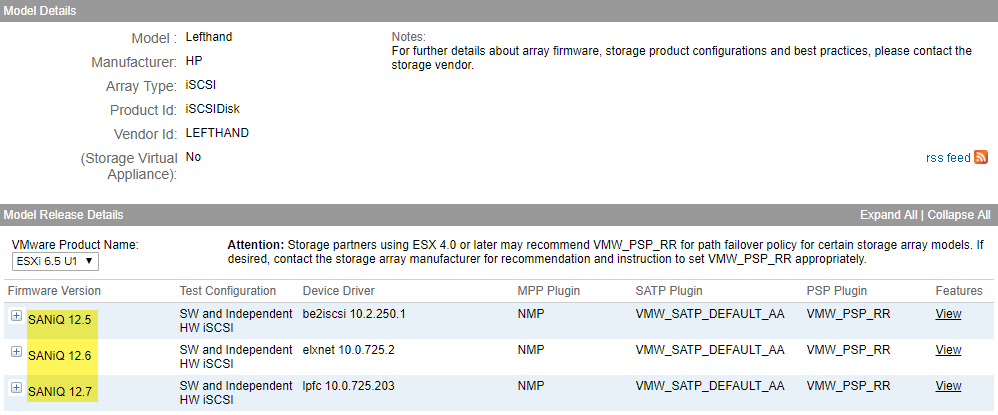 Model Details
Model : Lefthand
Manufacturer: HP
Array Type: iSCSI
Product Id: iSCSIDisk
Vendor Id: LEFTHAND
(Storage Virtual Appliance): No
Notes:
For further details about array firmware, storage product configurations and best practices, please contact the
storage vendor.
rss feed
Model Release Details Expand All | Collapse All
VMware Product Name:
ESXi 6.5 U1
Attention: Storage partners using ESX 4.0 or later may recommend VMW_PSP_RR for path failover policy for certain storage array models. If
desired, contact the storage array manufacturer for recommendation and instruction to set VMW_PSP_RR appropriately.
Firmware Version Test Configuration Device Driver MPP Plugin SATP Plugin PSP Plugin Features
SANiQ 12.5 SW and Independent HW iSCSI be2iscsi 10.2.250.1 NMP VMW_SATP_DEFAULT_AA VMW_PSP_RR View
SANiQ 12.6 SW and Independent HW iSCSI elxnet 10.0.725.2 NMP VMW_SATP_DEFAULT_AA VMW_PSP_RR View
SANIQ 12.7 SW and Independent HW iSCSI lpfc 10.0.725.203 NMP VMW_SATP_DEFAULT_AA VMW_PSP_RR View